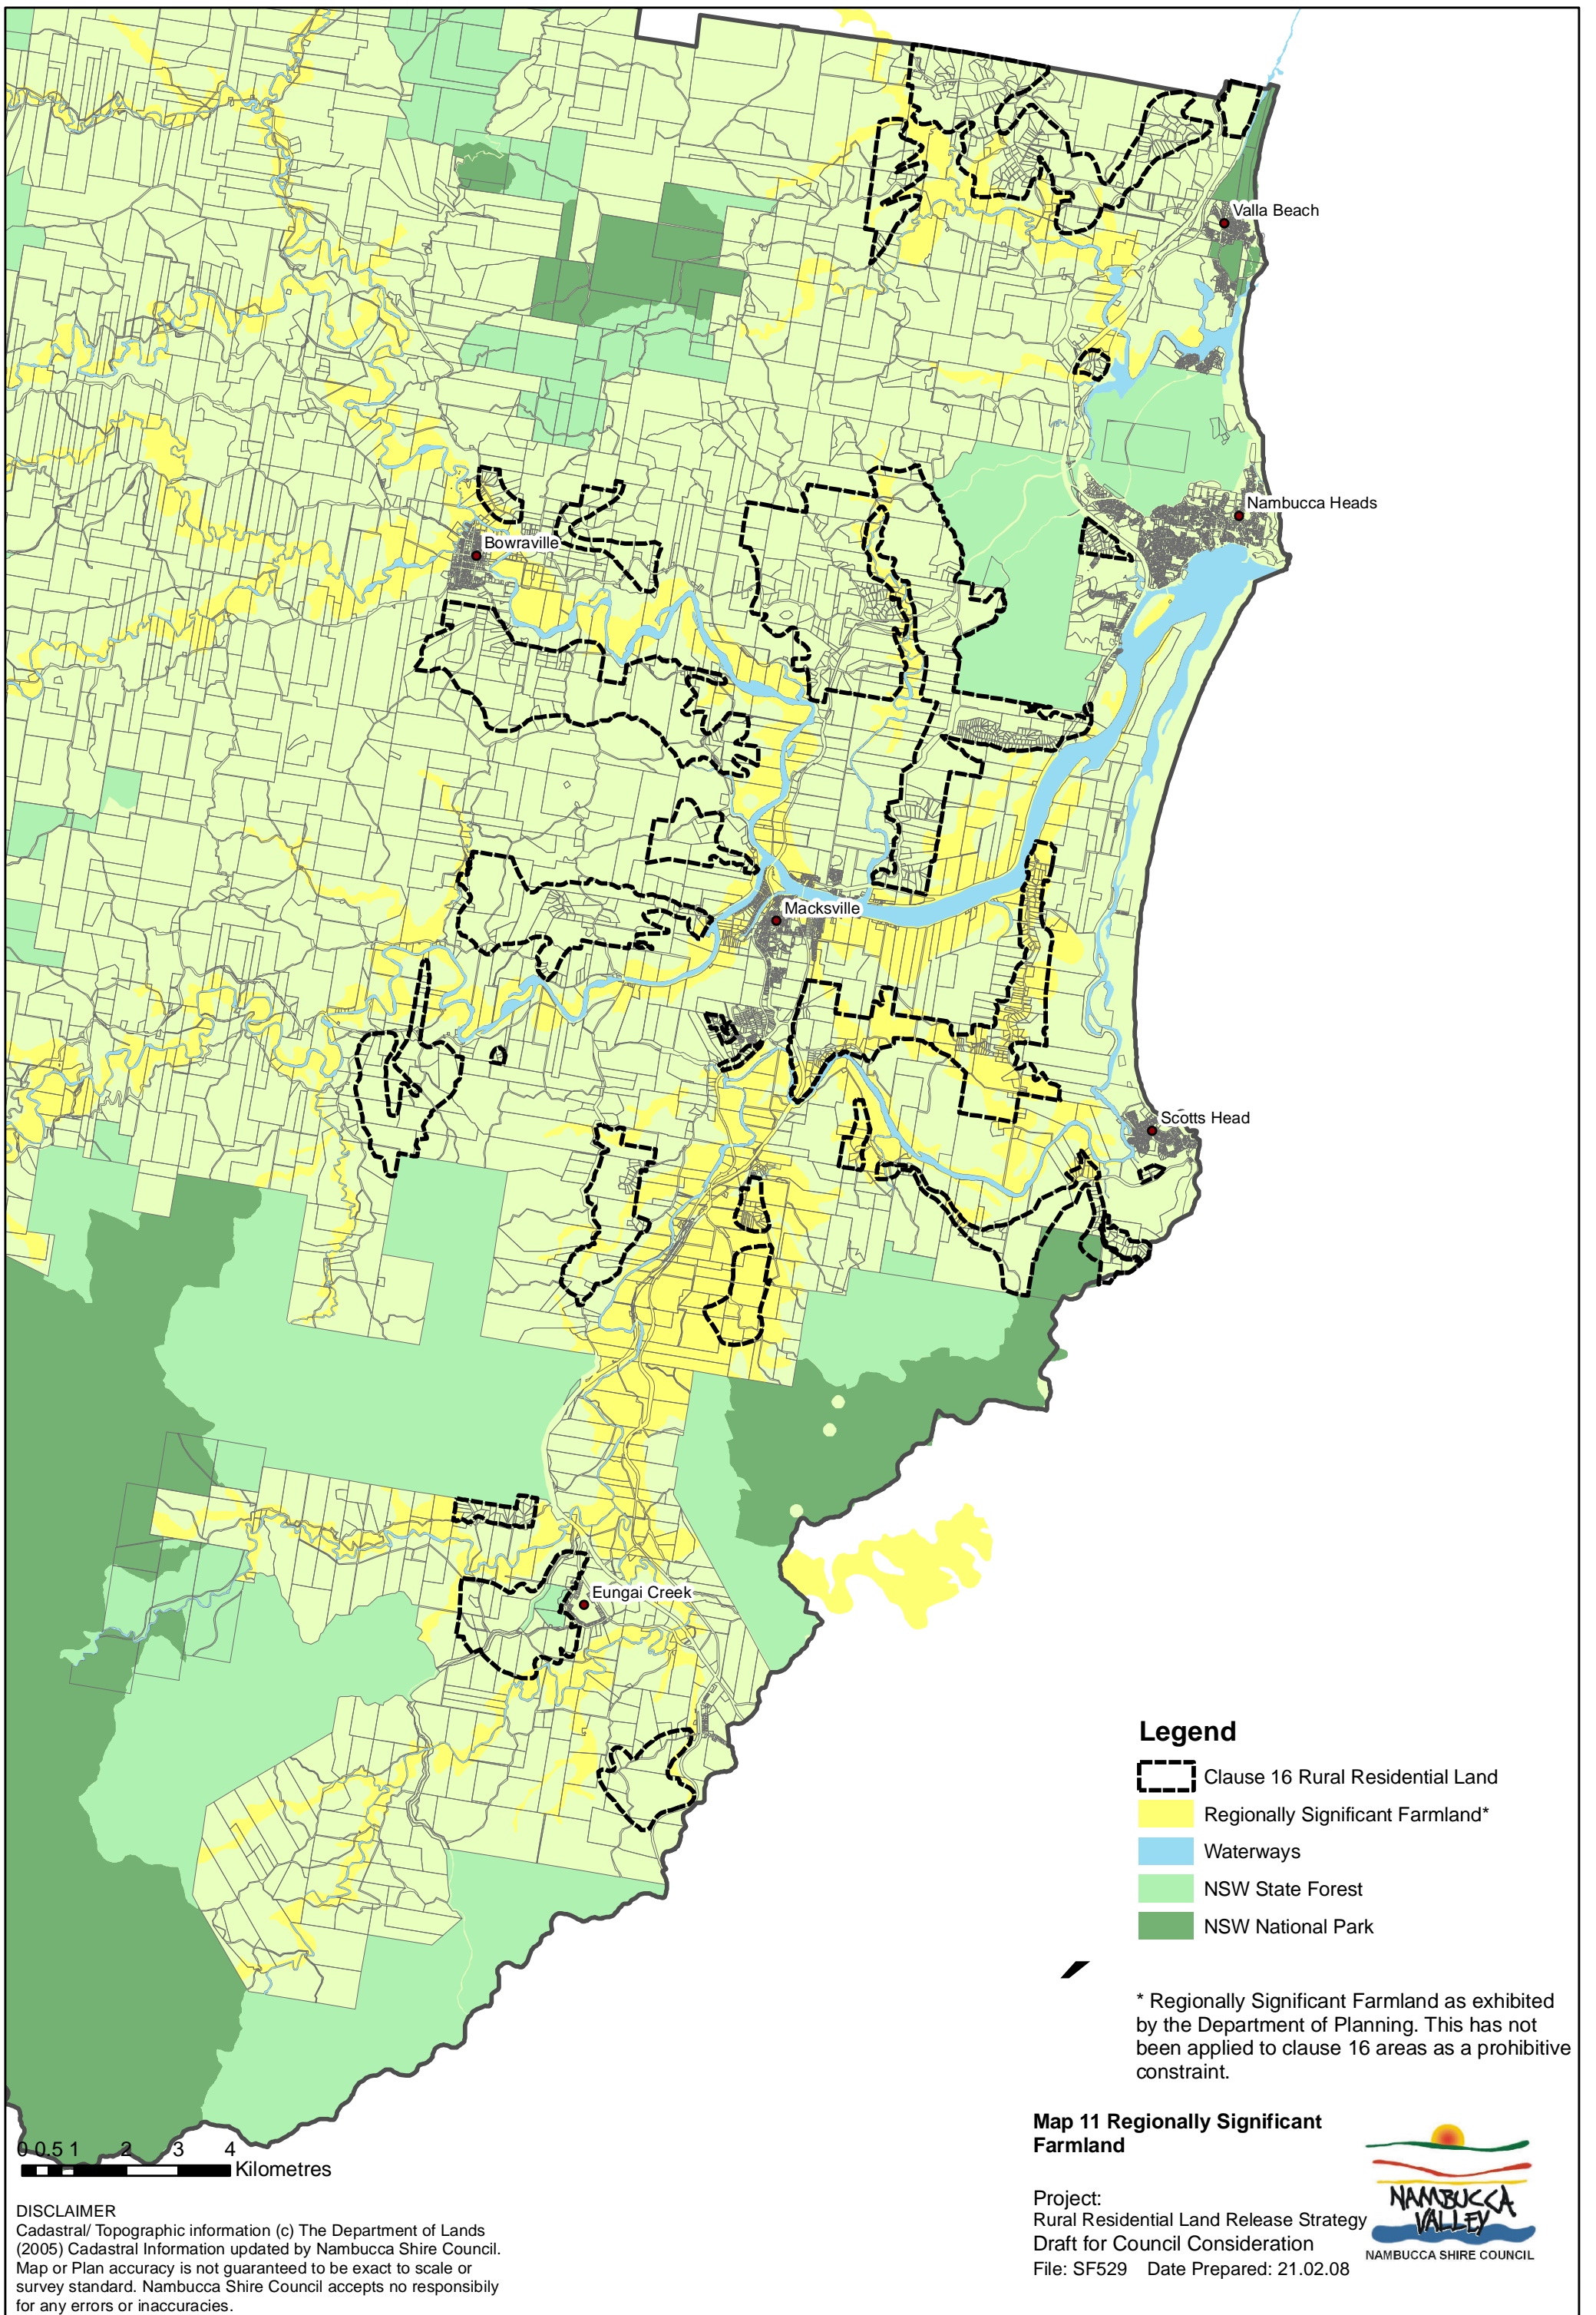 Valla Beach
Nambucca Heads
Bowraville
Macksville
Scotts Head
Eungai Creek
Legend
Clause 16 Rural Residential Land
Regionally Significant Farmland*
Waterways
NSW State Forest
NSW National Park
* Regionally Significant Farmland as exhibited
by the Department of Planning. This has not
been applied to clause 16 areas as a prohibitive
constraint.
Map 11 Regionally Significant
Farmland
Project:
Rural Residential Land Release Strategy
Draft for Council Consideration
File: SF529 Date Prepared: 21.02.08
NAMBUCCA
VALLEY
NAMBUCCA SHIRE COUNCIL
0 0.5 1 2 3 4
Kilometres
DISCLAIMER
Cadastral/ Topographic information (c) The Department of Lands
(2005) Cadastral Information updated by Nambucca Shire Council.
Map or Plan accuracy is not guaranteed to be exact to scale or
survey standard. Nambucca Shire Council accepts no responsibily
for any errors or inaccuracies.